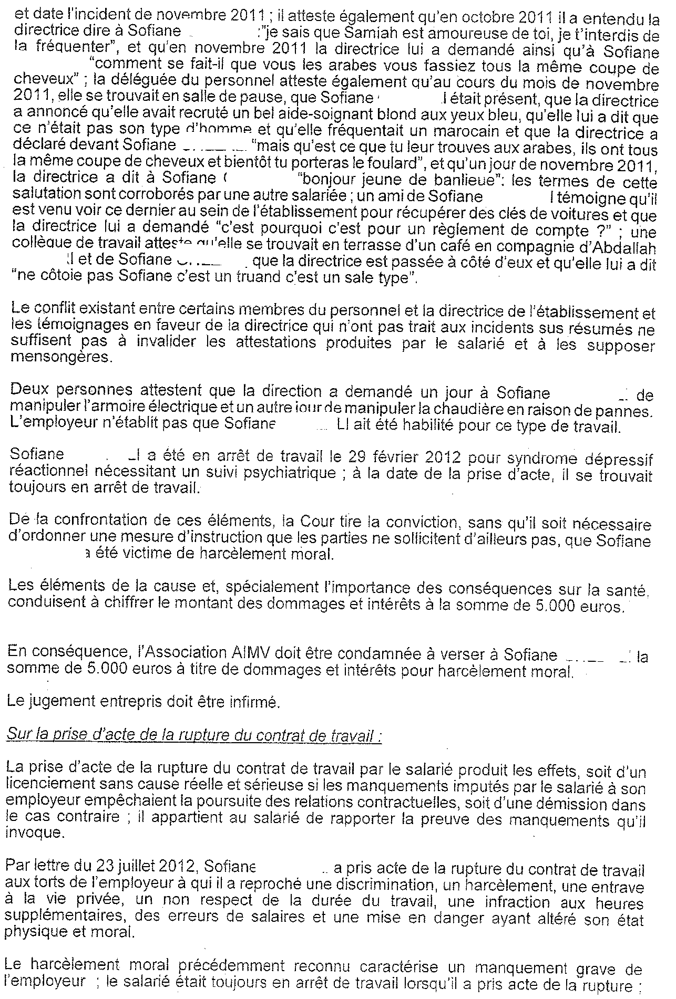 et date l'incident de novembre 2011 ; il atteste également qu'en octobre 2011 il a entendu la
directrice dire à Sofiane :"je sais que Samiah est amoureuse de toi, je t'interdis de
la fréquenter", et qu'en novembre 2011 la directrice lui a demandé ainsi qu'à Sofiane
"comment se fait-il que vous les arabes vous fassiez tous la même coupe de
cheveux" ; la déléguée du personnel atteste également qu'au cours du mois de novembre
2011, elle se trouvait en salle de pause, que Sofiane était présent, que la directrice
a annoncé qu'elle avait recruté un bel aide-soignant blond aux yeux bleu, qu'elle lui a dit que
ce n'était pas son type d'homme et qu'elle fréquentait un marocain et que la directrice a
déclaré devant Sofiane "mais qu'est ce que tu leur trouves aux arabes, ils ont tous
la même coupe de cheveux et bientôt tu porteras le foulard", et qu'un jour de novembre 2011,
la directrice a dit à Sofiane "bonjour jeune de banlieue": les termes de cette
salutation sont corroborés par une autre salariée ; un ami de Sofiane témoigne qu'il
est venu voir ce dernier au sein de l'établissement pour récupérer des clés de voitures et que
la directrice lui a demandé "c'est pourquoi c'est pour un règlement de compte ?" ; une
collègue de travail atteste qu'elle se trouvait en terrasse d'un café en compagnie d'Abdallah
et de Sofiane que la directrice est passée à côté d'eux et qu'elle lui a dit
"ne côtoie pas Sofiane c'est un truand c'est un sale type".
Le conflit existant entre certains membres du personnel et la directrice de l'établissement et
les témoignages en faveur de la directrice qui n'ont pas trait aux incidents sus résumés ne
suffisent pas à invalider les attestations produites par le salarié et à les supposer
mensongères.
Deux personnes attestent que la direction a demandé un jour à Sofiane de
manipuler l'armoire électrique et un autre jour de manipuler la chaudière en raison de pannes.
L'employeur n'établit pas que Sofiane ait été habilité pour ce type de travail.
Sofiane a été en arrêt de travail le 29 février 2012 pour syndrome dépressif
réactionnel nécessitant un suivi psychiatrique ; à la date de la prise d'acte, il se trouvait
toujours en arrêt de travail.
De la confrontation de ces éléments, la Cour tire la conviction, sans qu'il soit nécessaire
d'ordonner une mesure d'instruction que les parties ne sollicitent d'ailleurs pas, que Sofiane
a été victime de harcèlement moral.
Les éléments de la cause et, spécialement l'importance des conséquences sur la santé,
conduisent à chiffrer le montant des dommages et intérêts à la somme de 5.000 euros.
En conséquence, l'Association AIMV doit être condamnée à verser à Sofiane la
somme de 5.000 euros à titre de dommages et intérêts pour harcèlement moral.
Le jugement entrepris doit être infirmé.
Sur la prise d'acte de la rupture du contrat de travail :
La prise d'acte de la rupture du contrat de travail par le salarié produit les effets, soit d'un
licenciement sans cause réelle et sérieuse si les manquements imputés par le salarié à son
employeur empêchaient la poursuite des relations contractuelles, soit d'une démission dans
le cas contraire ; il appartient au salarié de rapporter la preuve des manquements qu'il
invoque.
Par lettre du 23 juillet 2012, Sofiane a pris acte de la rupture du contrat de travail
aux torts de l'employeur à qui il a reproché une discrimination, un harcèlement, une entrave
à la vie privée, un non respect de la durée du travail, une infraction aux heures
supplémentaires, des erreurs de salaires et une mise en danger ayant altéré son état
physique et moral.
Le harcèlement moral précédemment reconnu caractérise un manquement grave de
l'employeur ; le salarié était toujours en arrêt de travail lorsqu'il a pris acte de la rupture ;